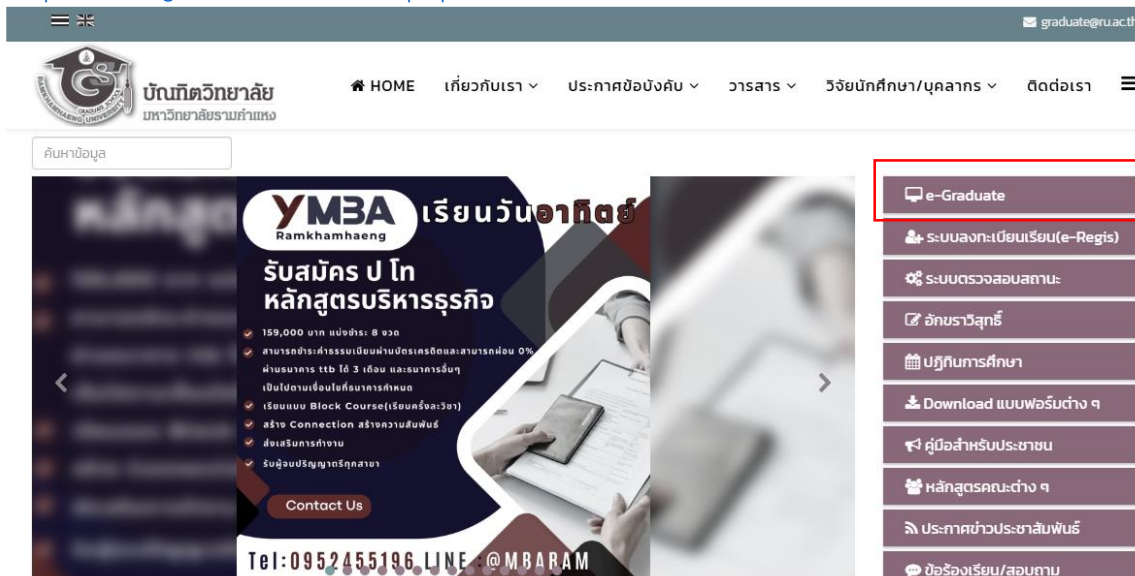 graduate@ru.ac.th
บัณฑิตวิทยาลัย
มหาวิทยาลัยรามคำแหง
HOME เกี่ยวกับเรา ประกาศข้อบังคับ วารสาร วิจัยนักศึกษา/บุคลากร ติดต่อเรา
ค้นหาข้อมูล
YMBA เรียนวันอาทิตย์
Ramkhamhaeng
รับสมัคร ป โท
หลักสูตรบริหารธุรกิจ
159,000 บาท แบ่งชำระ 8 งวด
สามารถชำระค่าธรรมเนียมผ่านบัตรเครดิตและสามารถผ่อน 0%
ผ่านธนาคาร ttb ได้ 3 เดือน และธนาคารอื่นๆ
เป็นไปตามเงื่อนไขที่ธนาคารกำหนด
เรียนแบบ Block Course(เรียนครั้งละวิชา)
สร้าง Connection สร้างความสัมพันธ์
ส่งเสริมการทำงาน
รับผู้จบปริญญาตรีทุกสาขา
Contact Us
Tel:0952455196 LINE :@MBARAM
e-Graduate
ระบบลงทะเบียนเรียน(e-Regis)
ระบบตรวจสอบสถานะ
อักขราวิสุทธิ์
ปฏิทินการศึกษา
Download แบบฟอร์มต่าง ๆ
คู่มือสำหรับประชาชน
หลักสูตรคณะต่าง ๆ
ประกาศข่าวประชาสัมพันธ์
ข้อร้องเรียน/สอบถาม